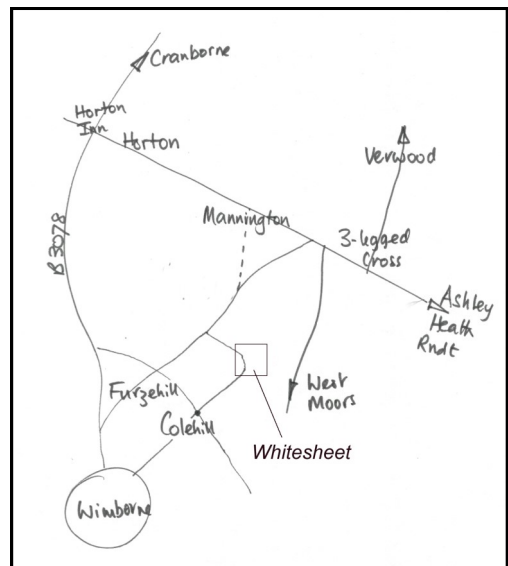 Cranborne
Horton
Inn
Horton
Verwood
Mannington
B3078
3-legged
Cross
Ashley
Heath
Rndt
West
Moors
Furzehill
Colehill
Whitesheet
Wimborne